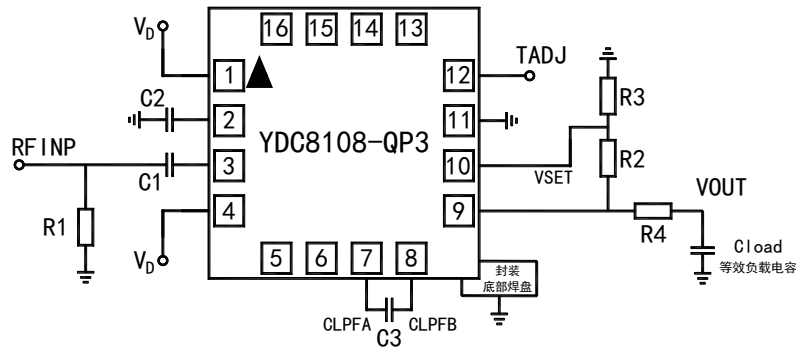 V_D
16 15 14 13
1
12
TADJ
C2
2
11
R3
RFINP
C1
3
YDC8108-QP3
10
VSET
R2
VOUT
R1
V_D
4
9
R4
Cload
等效负载电容
5 6 7 8
封装
底部焊盘
CLPFA
C3
CLPFB